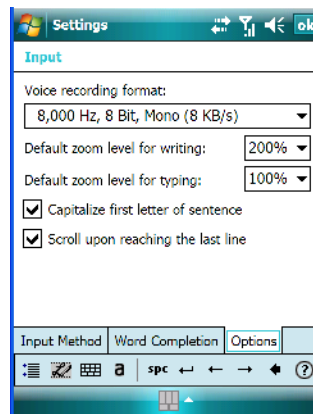 Settings ok
Input
Voice recording format:
8,000 Hz, 8 Bit, Mono (8 KB/s)
Default zoom level for writing: 200%
Default zoom level for typing: 100%
Capitalize first letter of sentence
Scroll upon reaching the last line
Input Method Word Completion Options
a spc ?